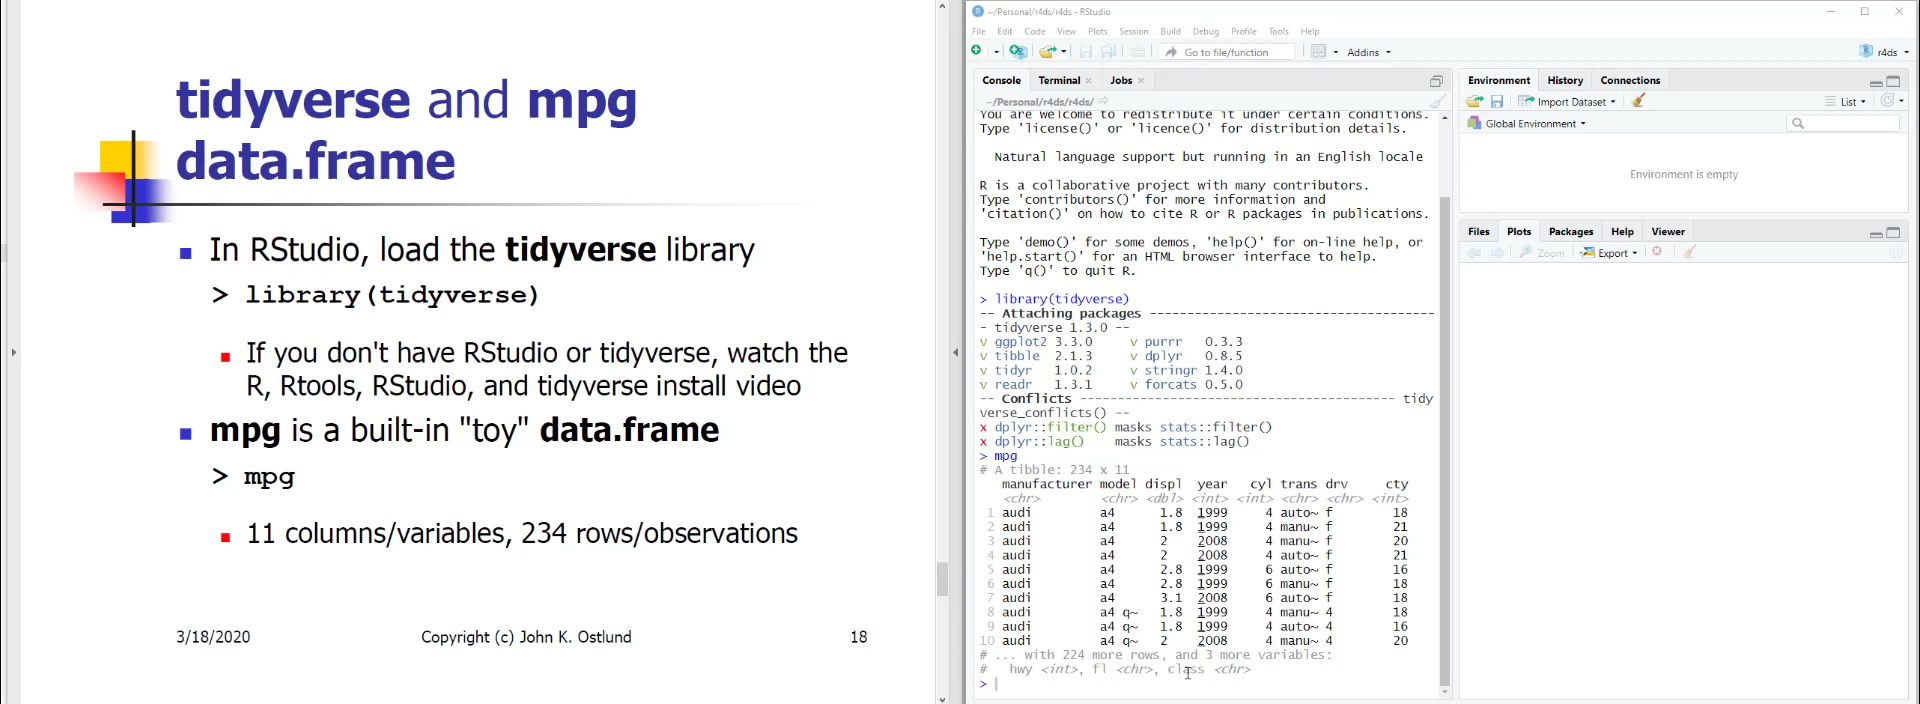 tidyverse and mpg
data.frame
In RStudio, load the tidyverse library
> library(tidyverse)
If you don't have RStudio or tidyverse, watch the
R, Rtools, RStudio, and tidyverse install video
mpg is a built-in "toy" data.frame
> mpg
11 columns/variables, 234 rows/observations
3/18/2020 Copyright (c) John K. Ostlund 18
~/Personal/r4ds/r4ds - RStudio
File Edit Code View Plots Session Build Debug Profile Tools Help
Go to file/function Addins r4ds
Console Terminal Jobs
~/Personal/r4ds/r4ds/
You are welcome to redistribute it under certain conditions.
Type 'license()' or 'licence()' for distribution details.
Natural language support but running in an English locale
R is a collaborative project with many contributors.
Type 'contributors()' for more information and
'citation()' on how to cite R or R packages in publications.
Type 'demo()' for some demos, 'help()' for on-line help, or
'help.start()' for an HTML browser interface to help.
Type 'q()' to quit R.
> library(tidyverse)
-- Attaching packages --------------------------------------
- tidyverse 1.3.0 --
v ggplot2 3.3.0 v purrr 0.3.3
v tibble 2.1.3 v dplyr 0.8.5
v tidyr 1.0.2 v stringr 1.4.0
v readr 1.3.1 v forcats 0.5.0
-- Conflicts ------------------------------------------ tidy
verse_conflicts() --
x dplyr::filter() masks stats::filter()
x dplyr::lag() masks stats::lag()
> mpg
# A tibble: 234 x 11
manufacturer model displ year cyl trans drv cty
<chr> <chr> <dbl> <int> <int> <chr> <chr> <int>
1 audi a4 1.8 1999 4 auto~ f 18
2 audi a4 1.8 1999 4 manu~ f 21
3 audi a4 2 2008 4 manu~ f 20
4 audi a4 2 2008 4 auto~ f 21
5 audi a4 2.8 1999 6 auto~ f 16
6 audi a4 2.8 1999 6 manu~ f 18
7 audi a4 3.1 2008 6 auto~ f 18
8 audi a4 q~ 1.8 1999 4 manu~ 4 18
9 audi a4 q~ 1.8 1999 4 auto~ 4 16
10 audi a4 q~ 2 2008 4 manu~ 4 20
# ... with 224 more rows, and 3 more variables:
# hwy <int>, fl <chr>, class <chr>
>
Environment History Connections
Import Dataset List
Global Environment
Environment is empty
Files Plots Packages Help Viewer
Zoom Export